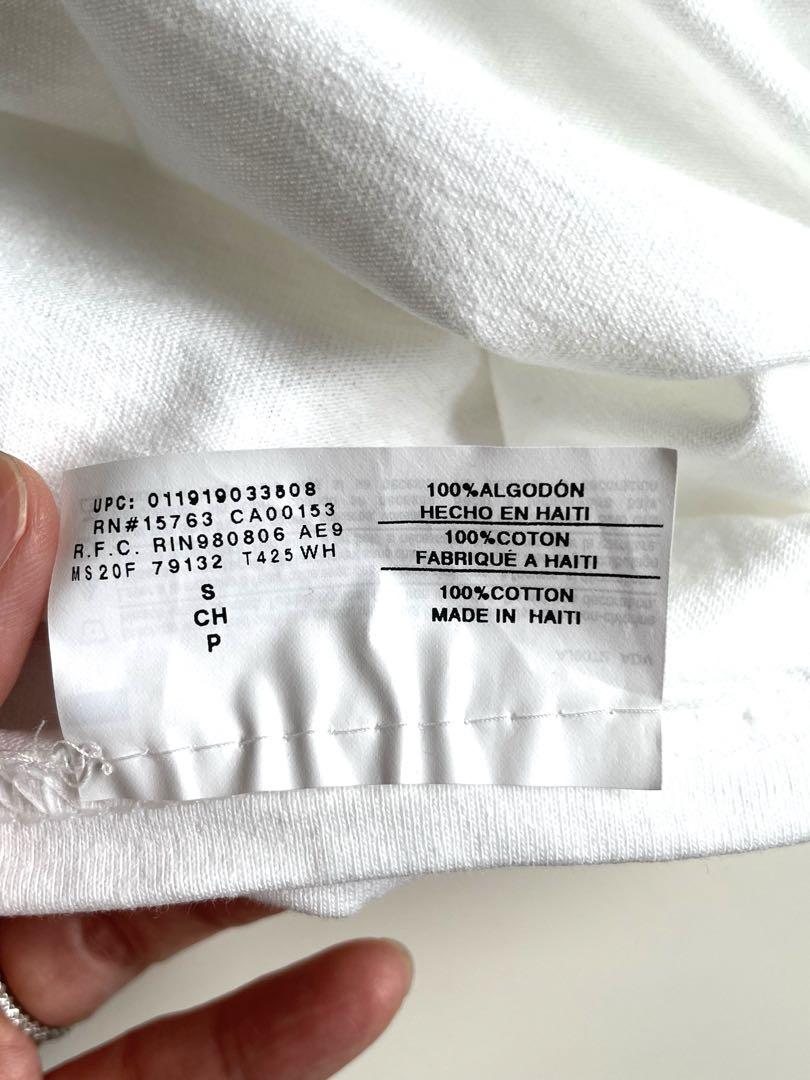 UPC: 011919033508
RN#15763 CA00153
R.F.C. RIN980806 AE9
MS20F 79132 T425WH
S
CH
P
100%ALGODÓN
HECHO EN HAITI
100%COTON
FABRIQUÉ A HAITI
100%COTTON
MADE IN HAITI